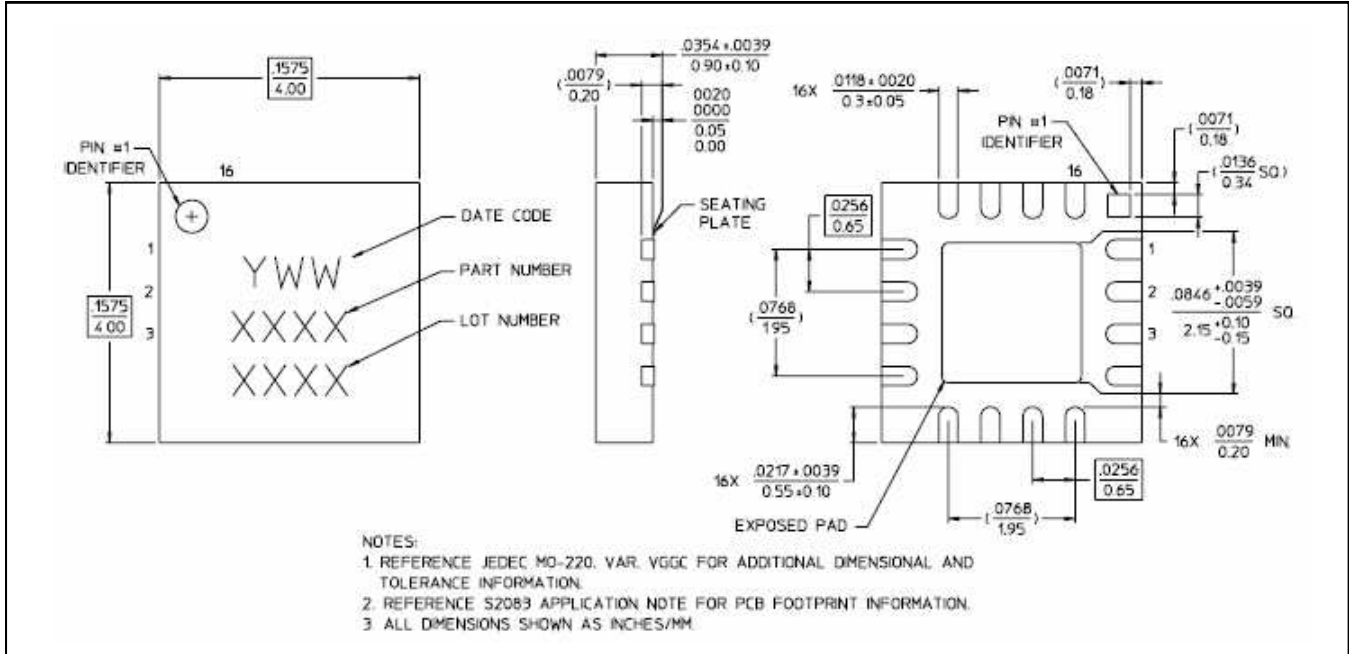 .1575
4.00
PIN #1
IDENTIFIER
16
1
2
3
.1575
4.00
YWW
XXXX
XXXX
DATE CODE
PART NUMBER
LOT NUMBER
.0354±.0039
0.90±0.10
(.0079
0.20)
.0020
.0000
0.05
0.00
SEATING
PLATE
16X .0118±.0020
0.3±0.05
(.0071
0.18)
PIN #1
IDENTIFIER
16
(.0071
0.18)
(.0136
0.34 SQ.)
.0256
0.65
(.0768
1.95)
1
2
3
.0846 +.0039
-.0059
2.15 +0.10
-0.15
SQ
16X .0079
0.20 MIN
16X .0217±.0039
0.55±0.10
.0256
0.65
(.0768
1.95)
EXPOSED PAD
NOTES:
1. REFERENCE JEDEC MO-220. VAR. VGGC FOR ADDITIONAL DIMENSIONAL AND
TOLERANCE INFORMATION.
2. REFERENCE S2083 APPLICATION NOTE FOR PCB FOOTPRINT INFORMATION.
3 ALL DIMENSIONS SHOWN AS INCHES/MM.